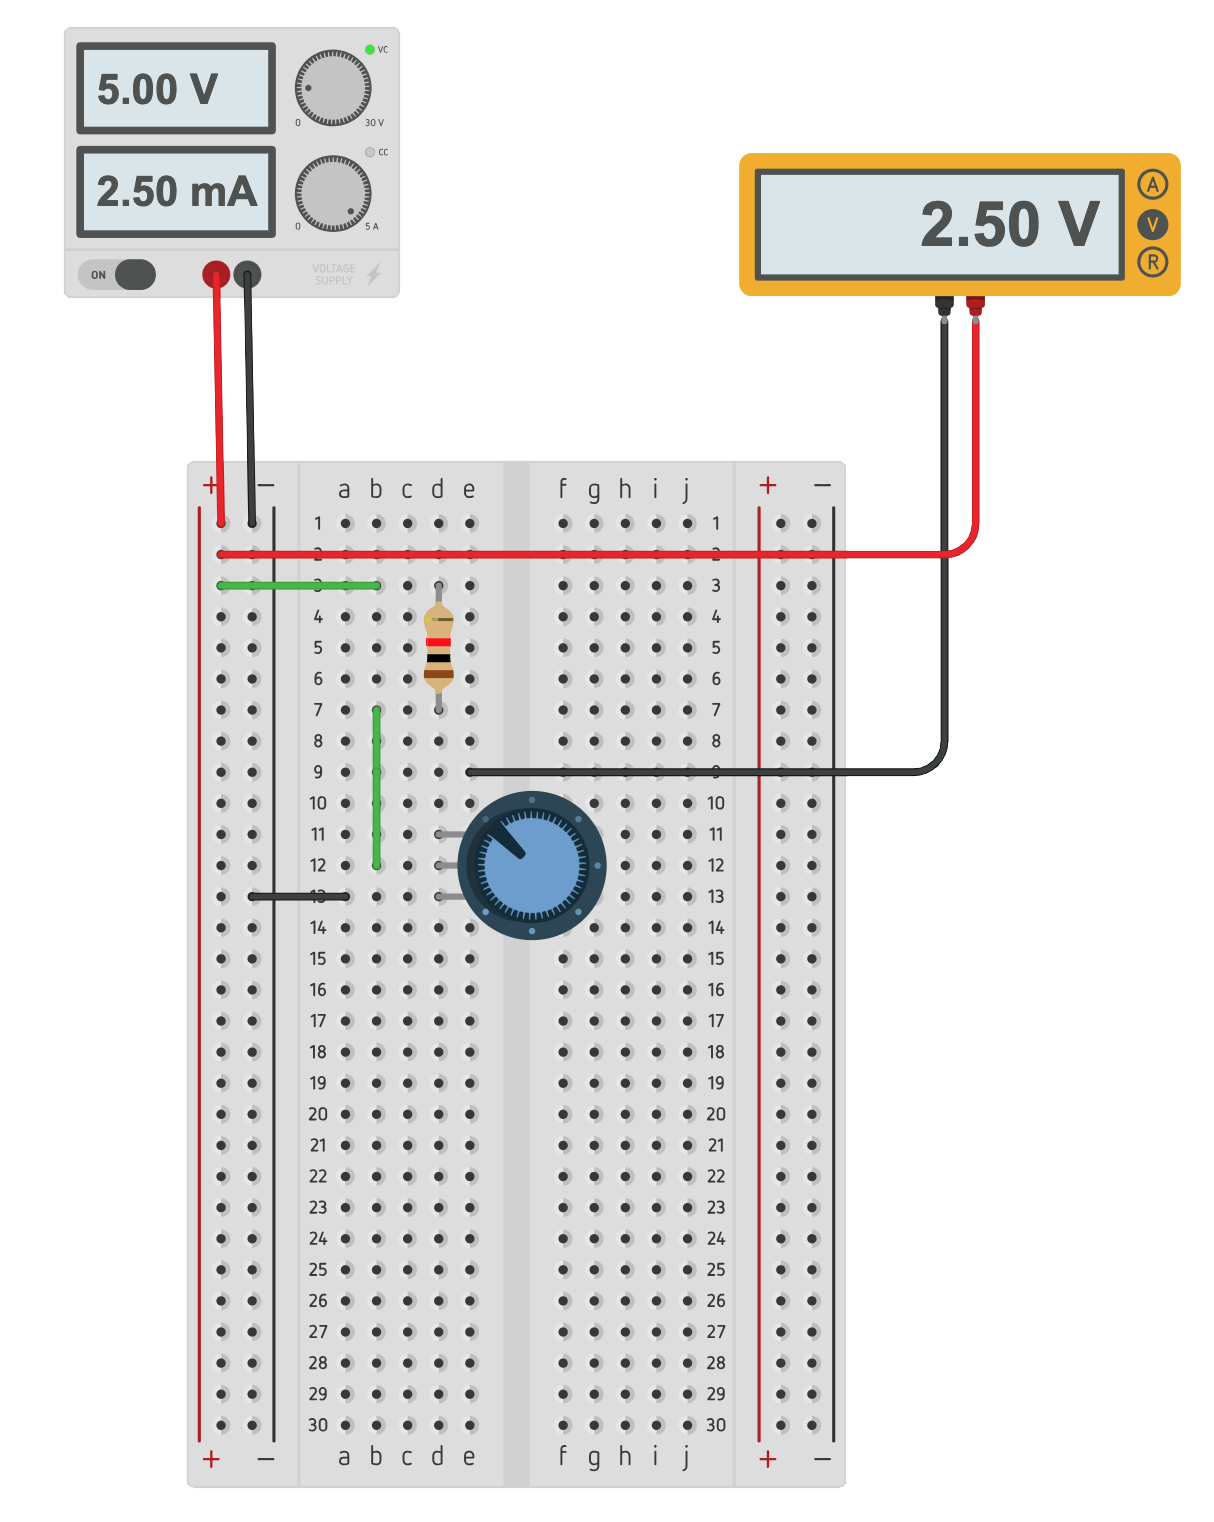 5.00 V
VC
0 30 V
2.50 mA
CC
0 5 A
ON
VOLTAGE
SUPPLY
2.50 V
A
V
R
+ − a b c d e f g h i j + −
1 1
2 2
3 3
4 4
5 5
6 6
7 7
8 8
9 9
10 10
11 11
12 12
13 13
14 14
15 15
16 16
17 17
18 18
19 19
20 20
21 21
22 22
23 23
24 24
25 25
26 26
27 27
28 28
29 29
30 30
+ − a b c d e f g h i j + −